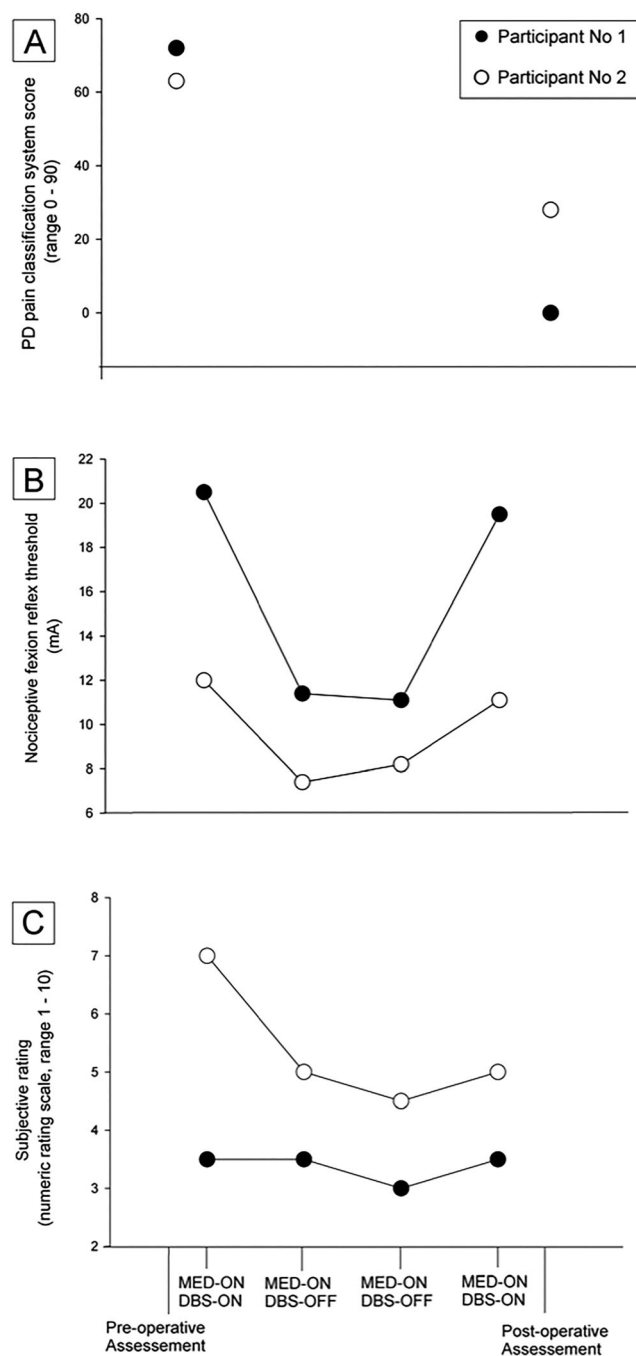 A
PD pain classification system score
(range 0 - 90)
80
60
40
20
0
Participant No 1
Participant No 2
B
Nociceptive fexion reflex threshold
(mA)
22
20
18
16
14
12
10
8
6
C
Subjective rating
(numeric rating scale, range 1 - 10)
8
7
6
5
4
3
2
MED-ON
DBS-ON
MED-ON
DBS-OFF
MED-ON
DBS-OFF
MED-ON
DBS-ON
Pre-operative
Assessement
Post-operative
Assessement